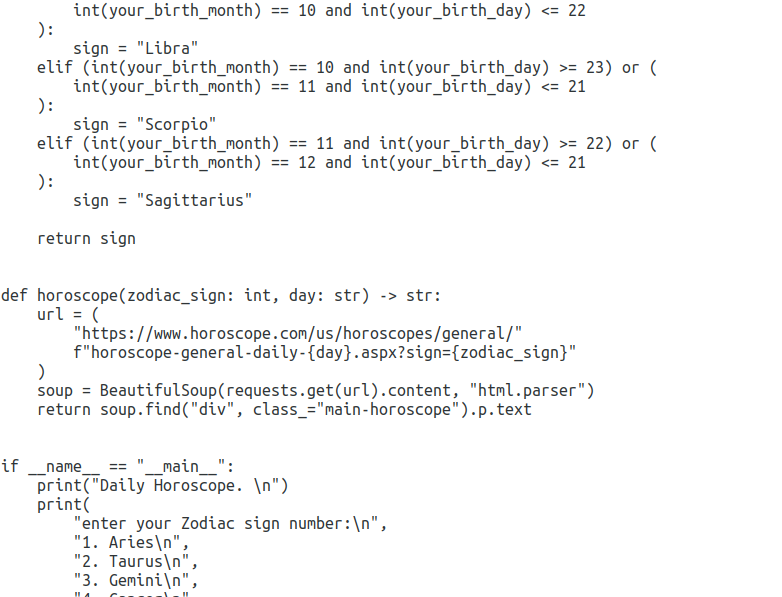 int(your_birth_month) == 10 and int(your_birth_day) <= 22
    ):
        sign = "Libra"
    elif (int(your_birth_month) == 10 and int(your_birth_day) >= 23) or (
        int(your_birth_month) == 11 and int(your_birth_day) <= 21
    ):
        sign = "Scorpio"
    elif (int(your_birth_month) == 11 and int(your_birth_day) >= 22) or (
        int(your_birth_month) == 12 and int(your_birth_day) <= 21
    ):
        sign = "Sagittarius"

    return sign


def horoscope(zodiac_sign: int, day: str) -> str:
    url = (
        "https://www.horoscope.com/us/horoscopes/general/"
        f"horoscope-general-daily-{day}.aspx?sign={zodiac_sign}"
    )
    soup = BeautifulSoup(requests.get(url).content, "html.parser")
    return soup.find("div", class_="main-horoscope").p.text


if __name__ == "__main__":
    print("Daily Horoscope. \n")
    print(
        "enter your Zodiac sign number:\n",
        "1. Aries\n",
        "2. Taurus\n",
        "3. Gemini\n",